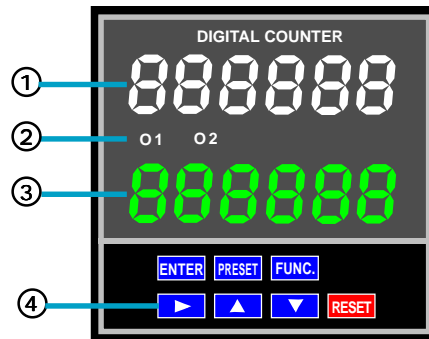 DIGITAL COUNTER
① 888888
② O1 O2
③ 888888
ENTER PRESET FUNC.
④ RESET